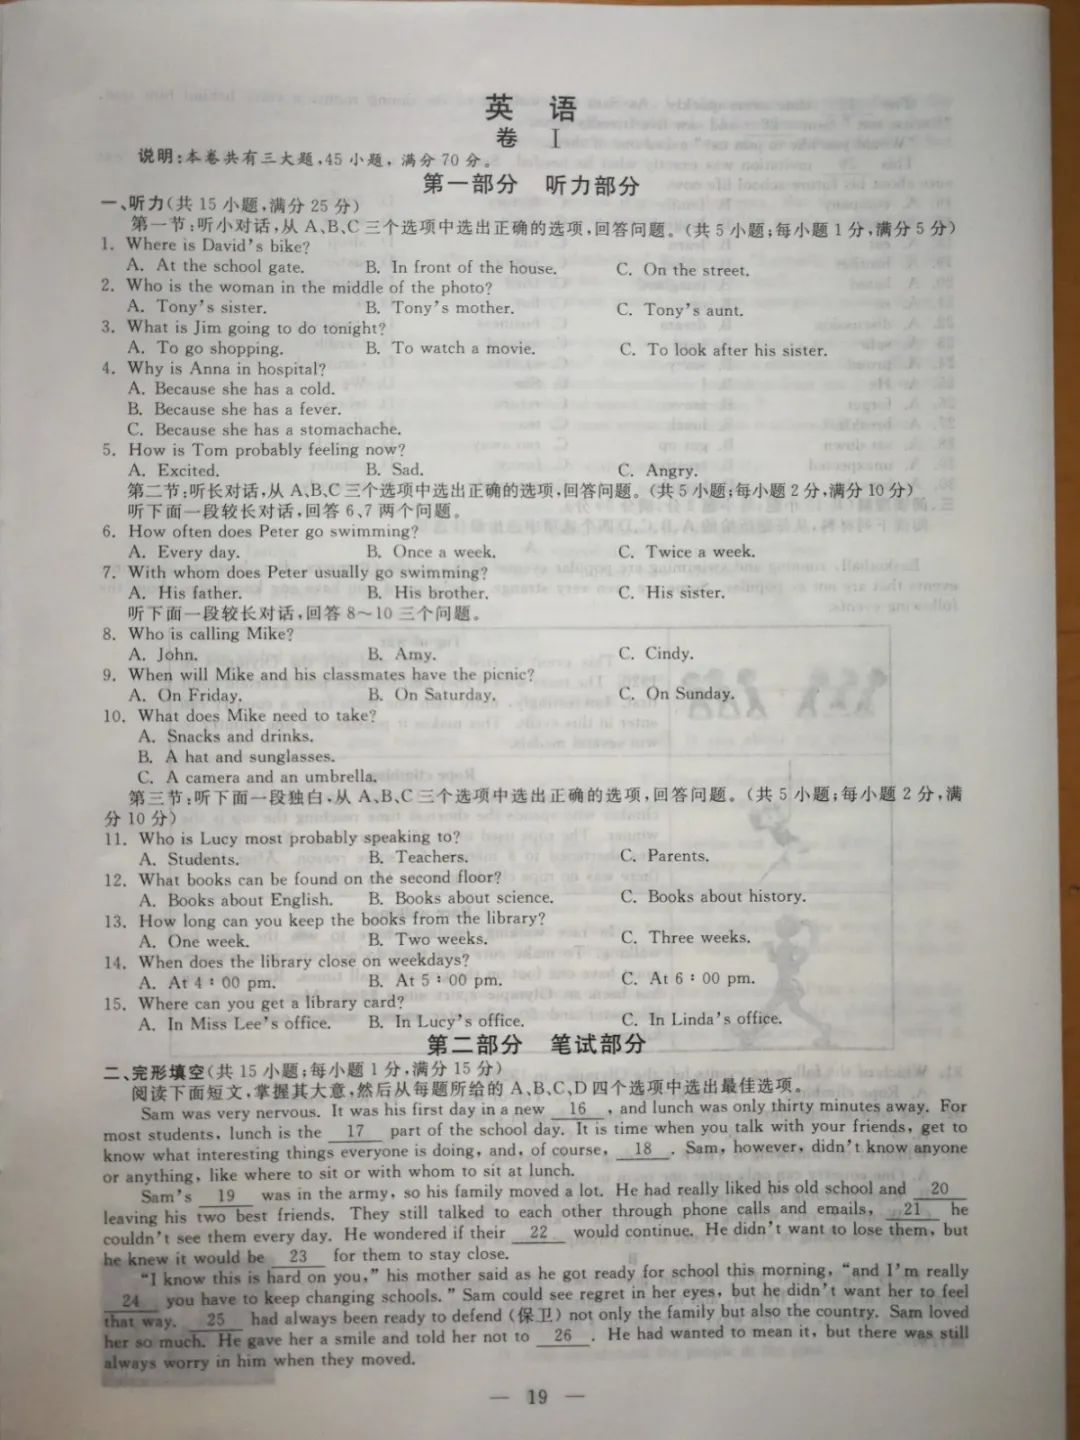 英 语
卷 I
说明:本卷共有三大题,45 小题, 满分 70 分。
第一部分 听力部分
一、听力(共 15 小题,满分 25 分)
第一节:听小对话,从 A、B、C 三个选项中选出正确的选项,回答问题。(共 5 小题;每小题 1 分,满分 5 分)
1. Where is David's bike?
A. At the school gate. B. In front of the house. C. On the street.
2. Who is the woman in the middle of the photo?
A. Tony's sister. B. Tony's mother. C. Tony's aunt.
3. What is Jim going to do tonight?
A. To go shopping. B. To watch a movie. C. To look after his sister.
4. Why is Anna in hospital?
A. Because she has a cold.
B. Because she has a fever.
C. Because she has a stomachache.
5. How is Tom probably feeling now?
A. Excited. B. Sad. C. Angry.
第二节:听长对话,从 A、B、C 三个选项中选出正确的选项,回答问题。(共 5 小题;每小题 2 分,满分 10 分)
听下面一段较长对话,回答 6、7 两个问题。
6. How often does Peter go swimming?
A. Every day. B. Once a week. C. Twice a week.
7. With whom does Peter usually go swimming?
A. His father. B. His brother. C. His sister.
听下面一段较长对话,回答 8～10 三个问题。
8. Who is calling Mike?
A. John. B. Amy. C. Cindy.
9. When will Mike and his classmates have the picnic?
A. On Friday. B. On Saturday. C. On Sunday.
10. What does Mike need to take?
A. Snacks and drinks.
B. A hat and sunglasses.
C. A camera and an umbrella.
第三节:听下面一段独白,从 A、B、C 三个选项中选出正确的选项,回答问题。(共 5 小题;每小题 2 分,满
分 10 分)
11. Who is Lucy most probably speaking to?
A. Students. B. Teachers. C. Parents.
12. What books can be found on the second floor?
A. Books about English. B. Books about science. C. Books about history.
13. How long can you keep the books from the library?
A. One week. B. Two weeks. C. Three weeks.
14. When does the library close on weekdays?
A. At 4:00 pm. B. At 5:00 pm. C. At 6:00 pm.
15. Where can you get a library card?
A. In Miss Lee's office. B. In Lucy's office. C. In Linda's office.
第二部分 笔试部分
二、完形填空(共 15 小题;每小题 1 分,满分 15 分)
阅读下面短文,掌握其大意,然后从每题所给的 A、B、C、D 四个选项中选出最佳选项。
Sam was very nervous. It was his first day in a new 16 , and lunch was only thirty minutes away. For
most students, lunch is the 17 part of the school day. It is time when you talk with your friends, get to
know what interesting things everyone is doing, and, of course, 18 . Sam, however, didn't know anyone
or anything, like where to sit or with whom to sit at lunch.
Sam's 19 was in the army, so his family moved a lot. He had really liked his old school and 20
leaving his two best friends. They still talked to each other through phone calls and emails, 21 he
couldn't see them every day. He wondered if their 22 would continue. He didn't want to lose them, but
he knew it would be 23 for them to stay close.
"I know this is hard on you," his mother said as he got ready for school this morning, "and I'm really
24 you have to keep changing schools." Sam could see regret in her eyes, but he didn't want her to feel
that way. 25 had always been ready to defend (保卫) not only the family but also the country. Sam loved
her so much. He gave her a smile and told her not to 26 . He had wanted to mean it, but there was still
always worry in him when they moved.
— 19 —